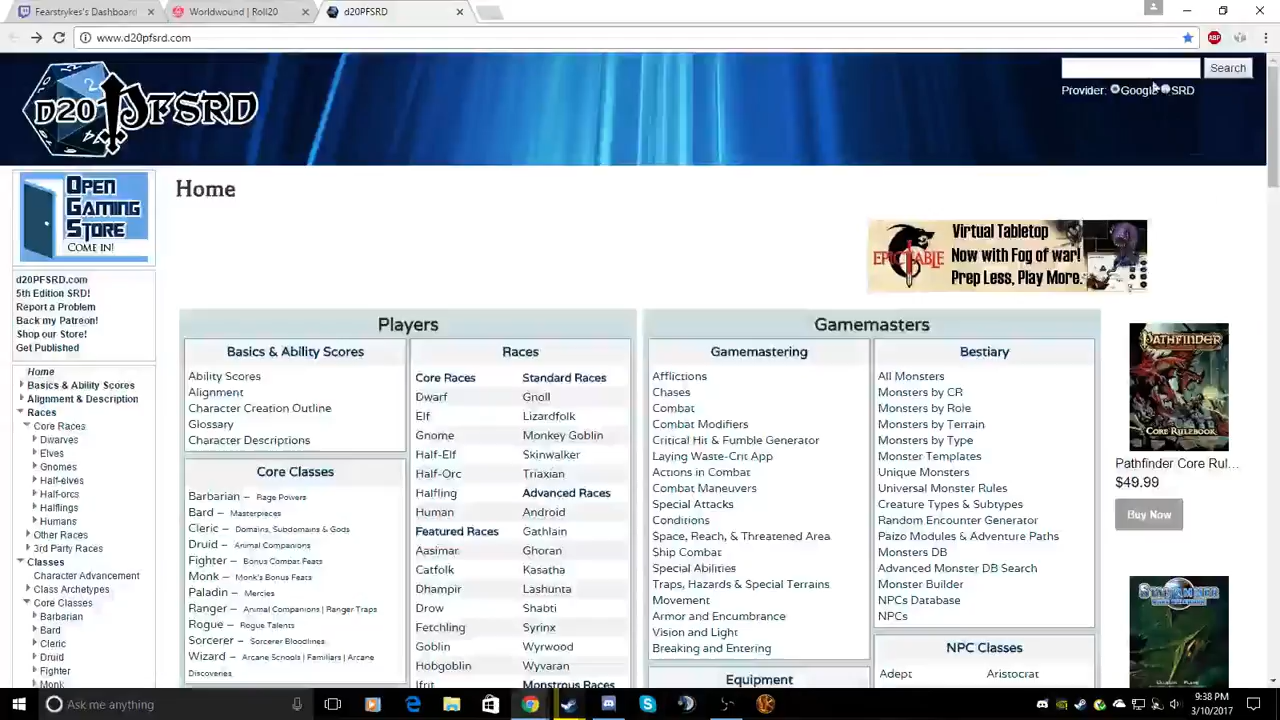 Fearstrykes's Dashboard
Worldwound | Roll20
d20PFSRD
www.d20pfsrd.com
ABP
Search
Provider: Google SRD
D20 PFSRD
OPEN
GAMING
STORE
COME IN!
Home
EPICTABLE
Virtual Tabletop
Now with Fog of war!
Prep Less, Play More.
d20PFSRD.com
5th Edition SRD!
Report a Problem
Back my Patreon!
Shop our Store!
Get Published
Home
Basics & Ability Scores
Alignment & Description
Races
Core Races
Dwarves
Elves
Gnomes
Half-elves
Half-orcs
Halflings
Humans
Other Races
3rd Party Races
Classes
Character Advancement
Class Archetypes
Core Classes
Barbarian
Bard
Cleric
Druid
Fighter
Monk
Players
Basics & Ability Scores
Ability Scores
Alignment
Character Creation Outline
Glossary
Character Descriptions
Core Classes
Barbarian – Rage Powers
Bard – Masterpieces
Cleric – Domains, Subdomains & Gods
Druid – Animal Companions
Fighter – Bonus Combat Feats
Monk – Monk's Bonus Feats
Paladin – Mercies
Ranger – Animal Companions | Ranger Traps
Rogue – Rogue Talents
Sorcerer – Sorcerer Bloodlines
Wizard – Arcane Schools | Familiars | Arcane
Discoveries
Races
Core Races Standard Races
Dwarf Gnoll
Elf Lizardfolk
Gnome Monkey Goblin
Half-Elf Skinwalker
Half-Orc Triaxian
Halfling Advanced Races
Human Android
Featured Races Gathlain
Aasimar Ghoran
Catfolk Kasatha
Dhampir Lashunta
Drow Shabti
Fetchling Syrinx
Goblin Wyrwood
Hobgoblin Wyvaran
Ifrit Monstrous Races
Gamemasters
Gamemastering
Afflictions
Chases
Combat
Combat Modifiers
Critical Hit & Fumble Generator
Laying Waste-Crit App
Actions in Combat
Combat Maneuvers
Special Attacks
Conditions
Space, Reach, & Threatened Area
Ship Combat
Special Abilities
Traps, Hazards & Special Terrains
Movement
Armor and Encumbrance
Vision and Light
Breaking and Entering
Equipment
Bestiary
All Monsters
Monsters by CR
Monsters by Role
Monsters by Terrain
Monsters by Type
Monster Templates
Unique Monsters
Universal Monster Rules
Creature Types & Subtypes
Random Encounter Generator
Paizo Modules & Adventure Paths
Monsters DB
Advanced Monster DB Search
Monster Builder
NPCs Database
NPCs
NPC Classes
Adept Aristocrat
PATHFINDER
CORE RULEBOOK
Pathfinder Core Rul...
$49.99
Buy Now
Ask me anything
9:38 PM
3/10/2017